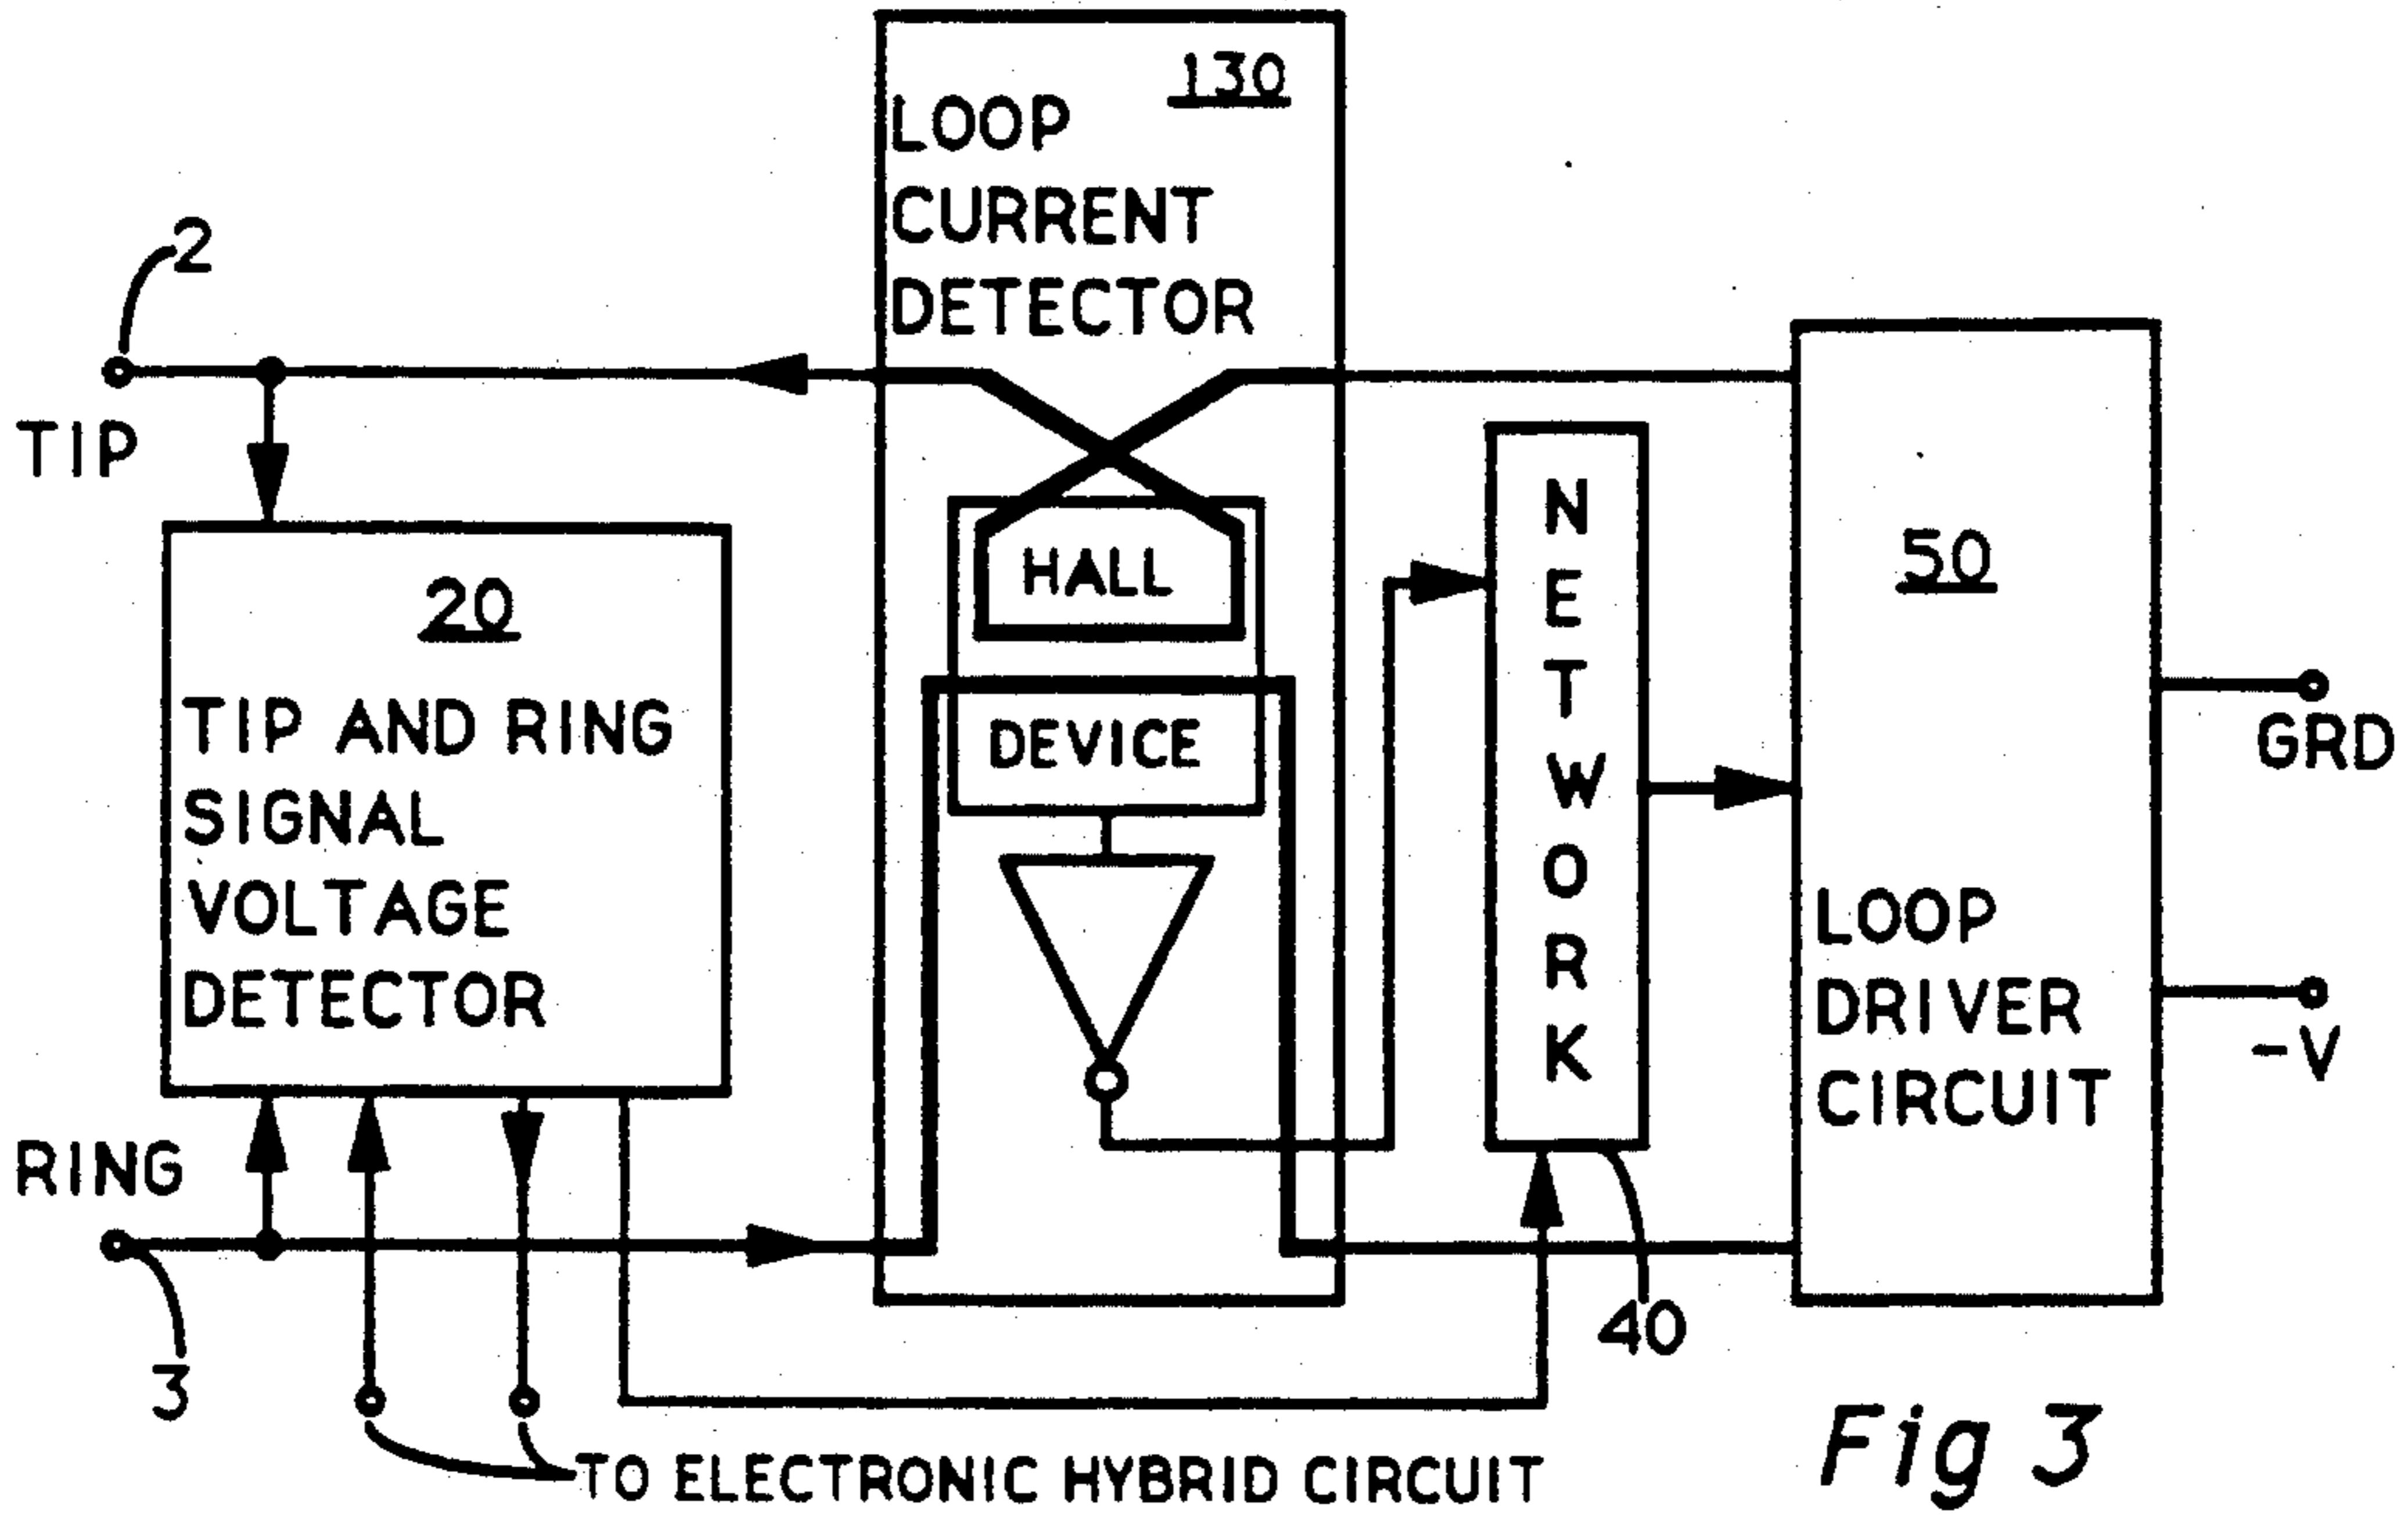 130
LOOP
CURRENT
DETECTOR
2
TIP
20
TIP AND RING
SIGNAL
VOLTAGE
DETECTOR
HALL
DEVICE
NETWORK
50
LOOP
DRIVER
CIRCUIT
GRD
-V
RING
3
40
TO ELECTRONIC HYBRID CIRCUIT
Fig 3